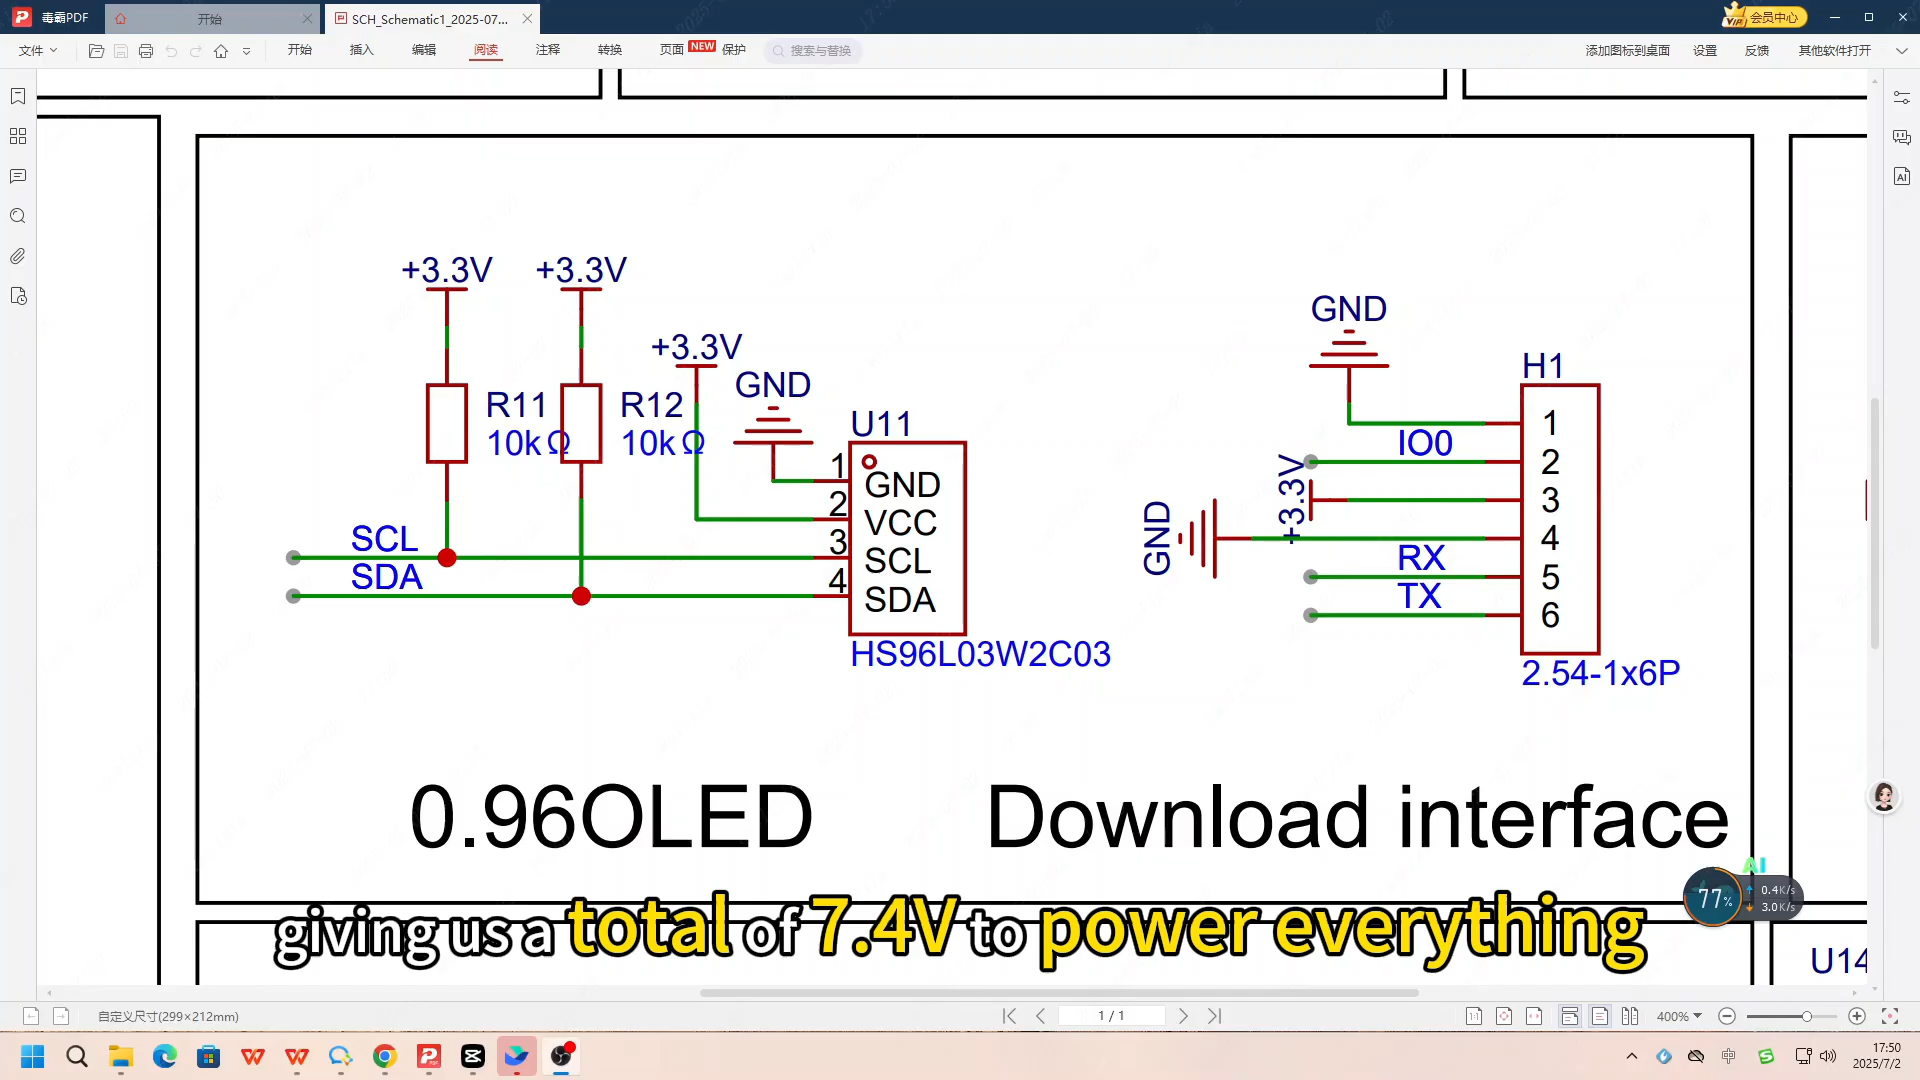 毒霸PDF
开始
SCH_Schematic1_2025-07...
会员中心
文件
开始
插入
编辑
阅读
注释
转换
页面
NEW
保护
搜索与替换
添加图标到桌面
设置
反馈
其他软件打开
+3.3V
+3.3V
+3.3V
GND
R11
10kΩ
R12
10kΩ
U11
1
GND
2
VCC
3
SCL
4
SDA
SCL
SDA
HS96L03W2C03
GND
H1
1
IO0
2
+3.3V
3
GND
4
RX
5
TX
6
2.54-1x6P
0.96OLED
Download interface
AI
77%
0.4K/s
3.0K/s
giving us a total of 7.4V to power everything
U14
自定义尺寸(299×212mm)
1 / 1
400%
中
17:50
2025/7/2